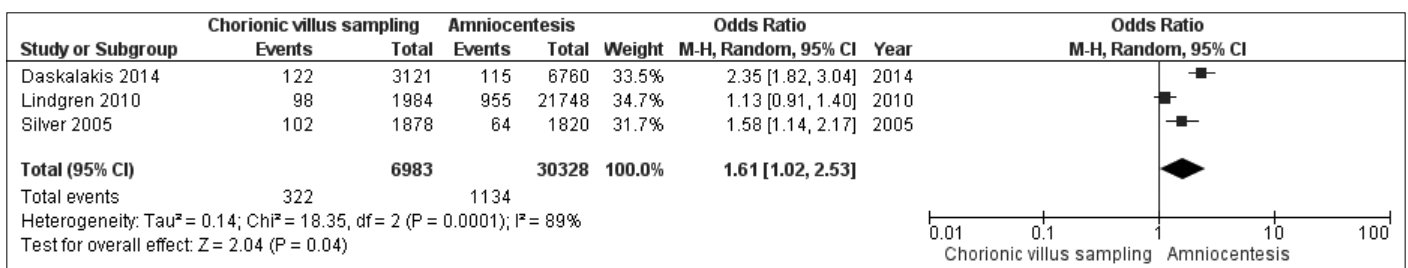 Chorionic villus sampling Amniocentesis Odds Ratio Odds Ratio
Study or Subgroup Events Total Events Total Weight M-H, Random, 95% CI Year M-H, Random, 95% CI
Daskalakis 2014 122 3121 115 6760 33.5% 2.35 [1.82, 3.04] 2014
Lindgren 2010 98 1984 955 21748 34.7% 1.13 [0.91, 1.40] 2010
Silver 2005 102 1878 64 1820 31.7% 1.58 [1.14, 2.17] 2005
Total (95% CI) 6983 30328 100.0% 1.61 [1.02, 2.53]
Total events 322 1134
Heterogeneity: Tau² = 0.14; Chi² = 18.35, df = 2 (P = 0.0001); I² = 89%
Test for overall effect: Z = 2.04 (P = 0.04)
0.01 0.1 1 10 100
Chorionic villus sampling Amniocentesis